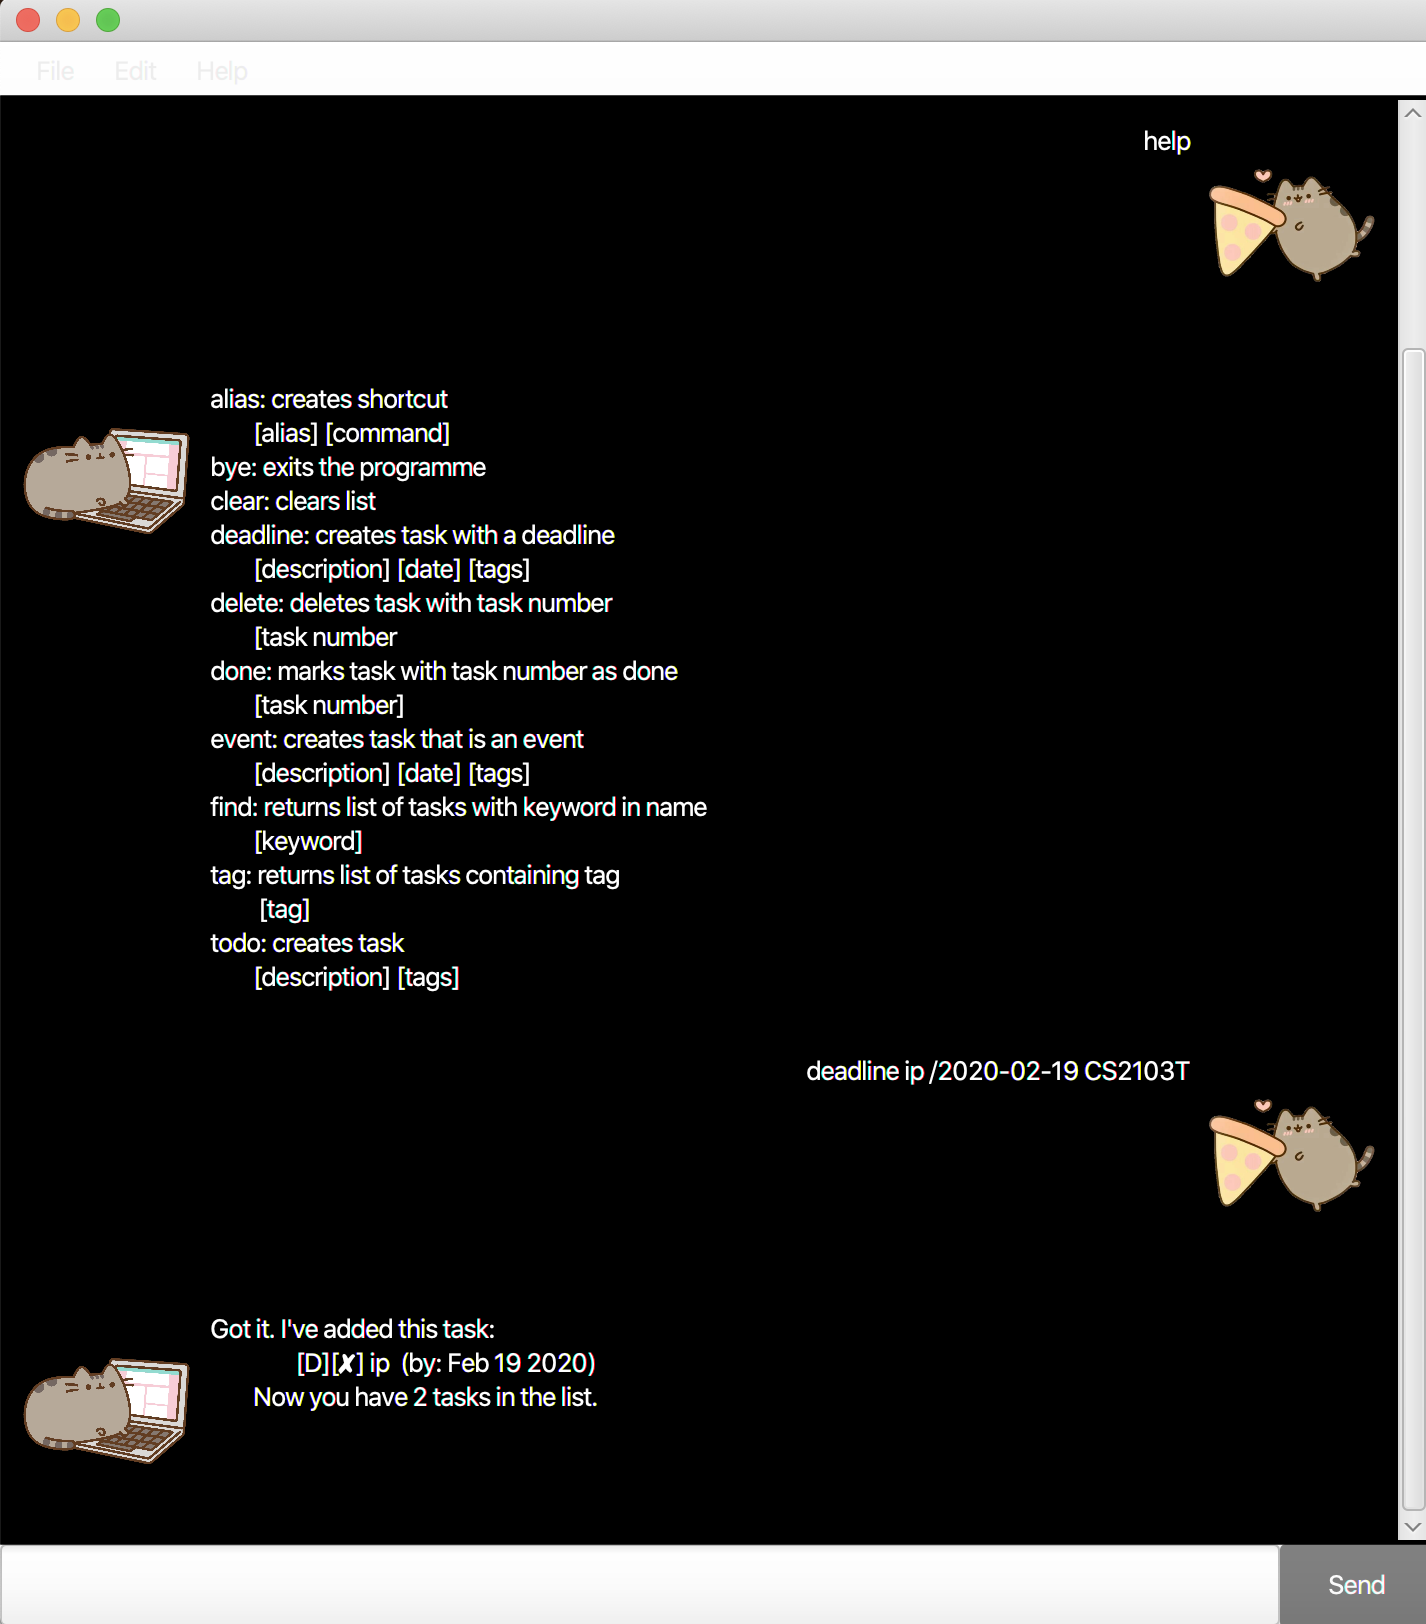 File Edit Help
help
alias: creates shortcut
[alias] [command]
bye: exits the programme
clear: clears list
deadline: creates task with a deadline
[description] [date] [tags]
delete: deletes task with task number
[task number
done: marks task with task number as done
[task number]
event: creates task that is an event
[description] [date] [tags]
find: returns list of tasks with keyword in name
[keyword]
tag: returns list of tasks containing tag
[tag]
todo: creates task
[description] [tags]
deadline ip /2020-02-19 CS2103T
Got it. I've added this task:
[D][✘] ip  (by: Feb 19 2020)
Now you have 2 tasks in the list.
Send